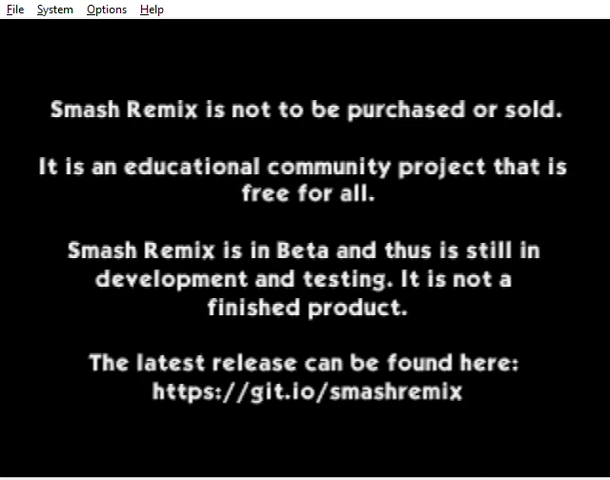 File System Options Help
Smash Remix is not to be purchased or sold.
It is an educational community project that is
free for all.
Smash Remix is in Beta and thus is still in
development and testing. It is not a
finished product.
The latest release can be found here:
https://git.io/smashremix